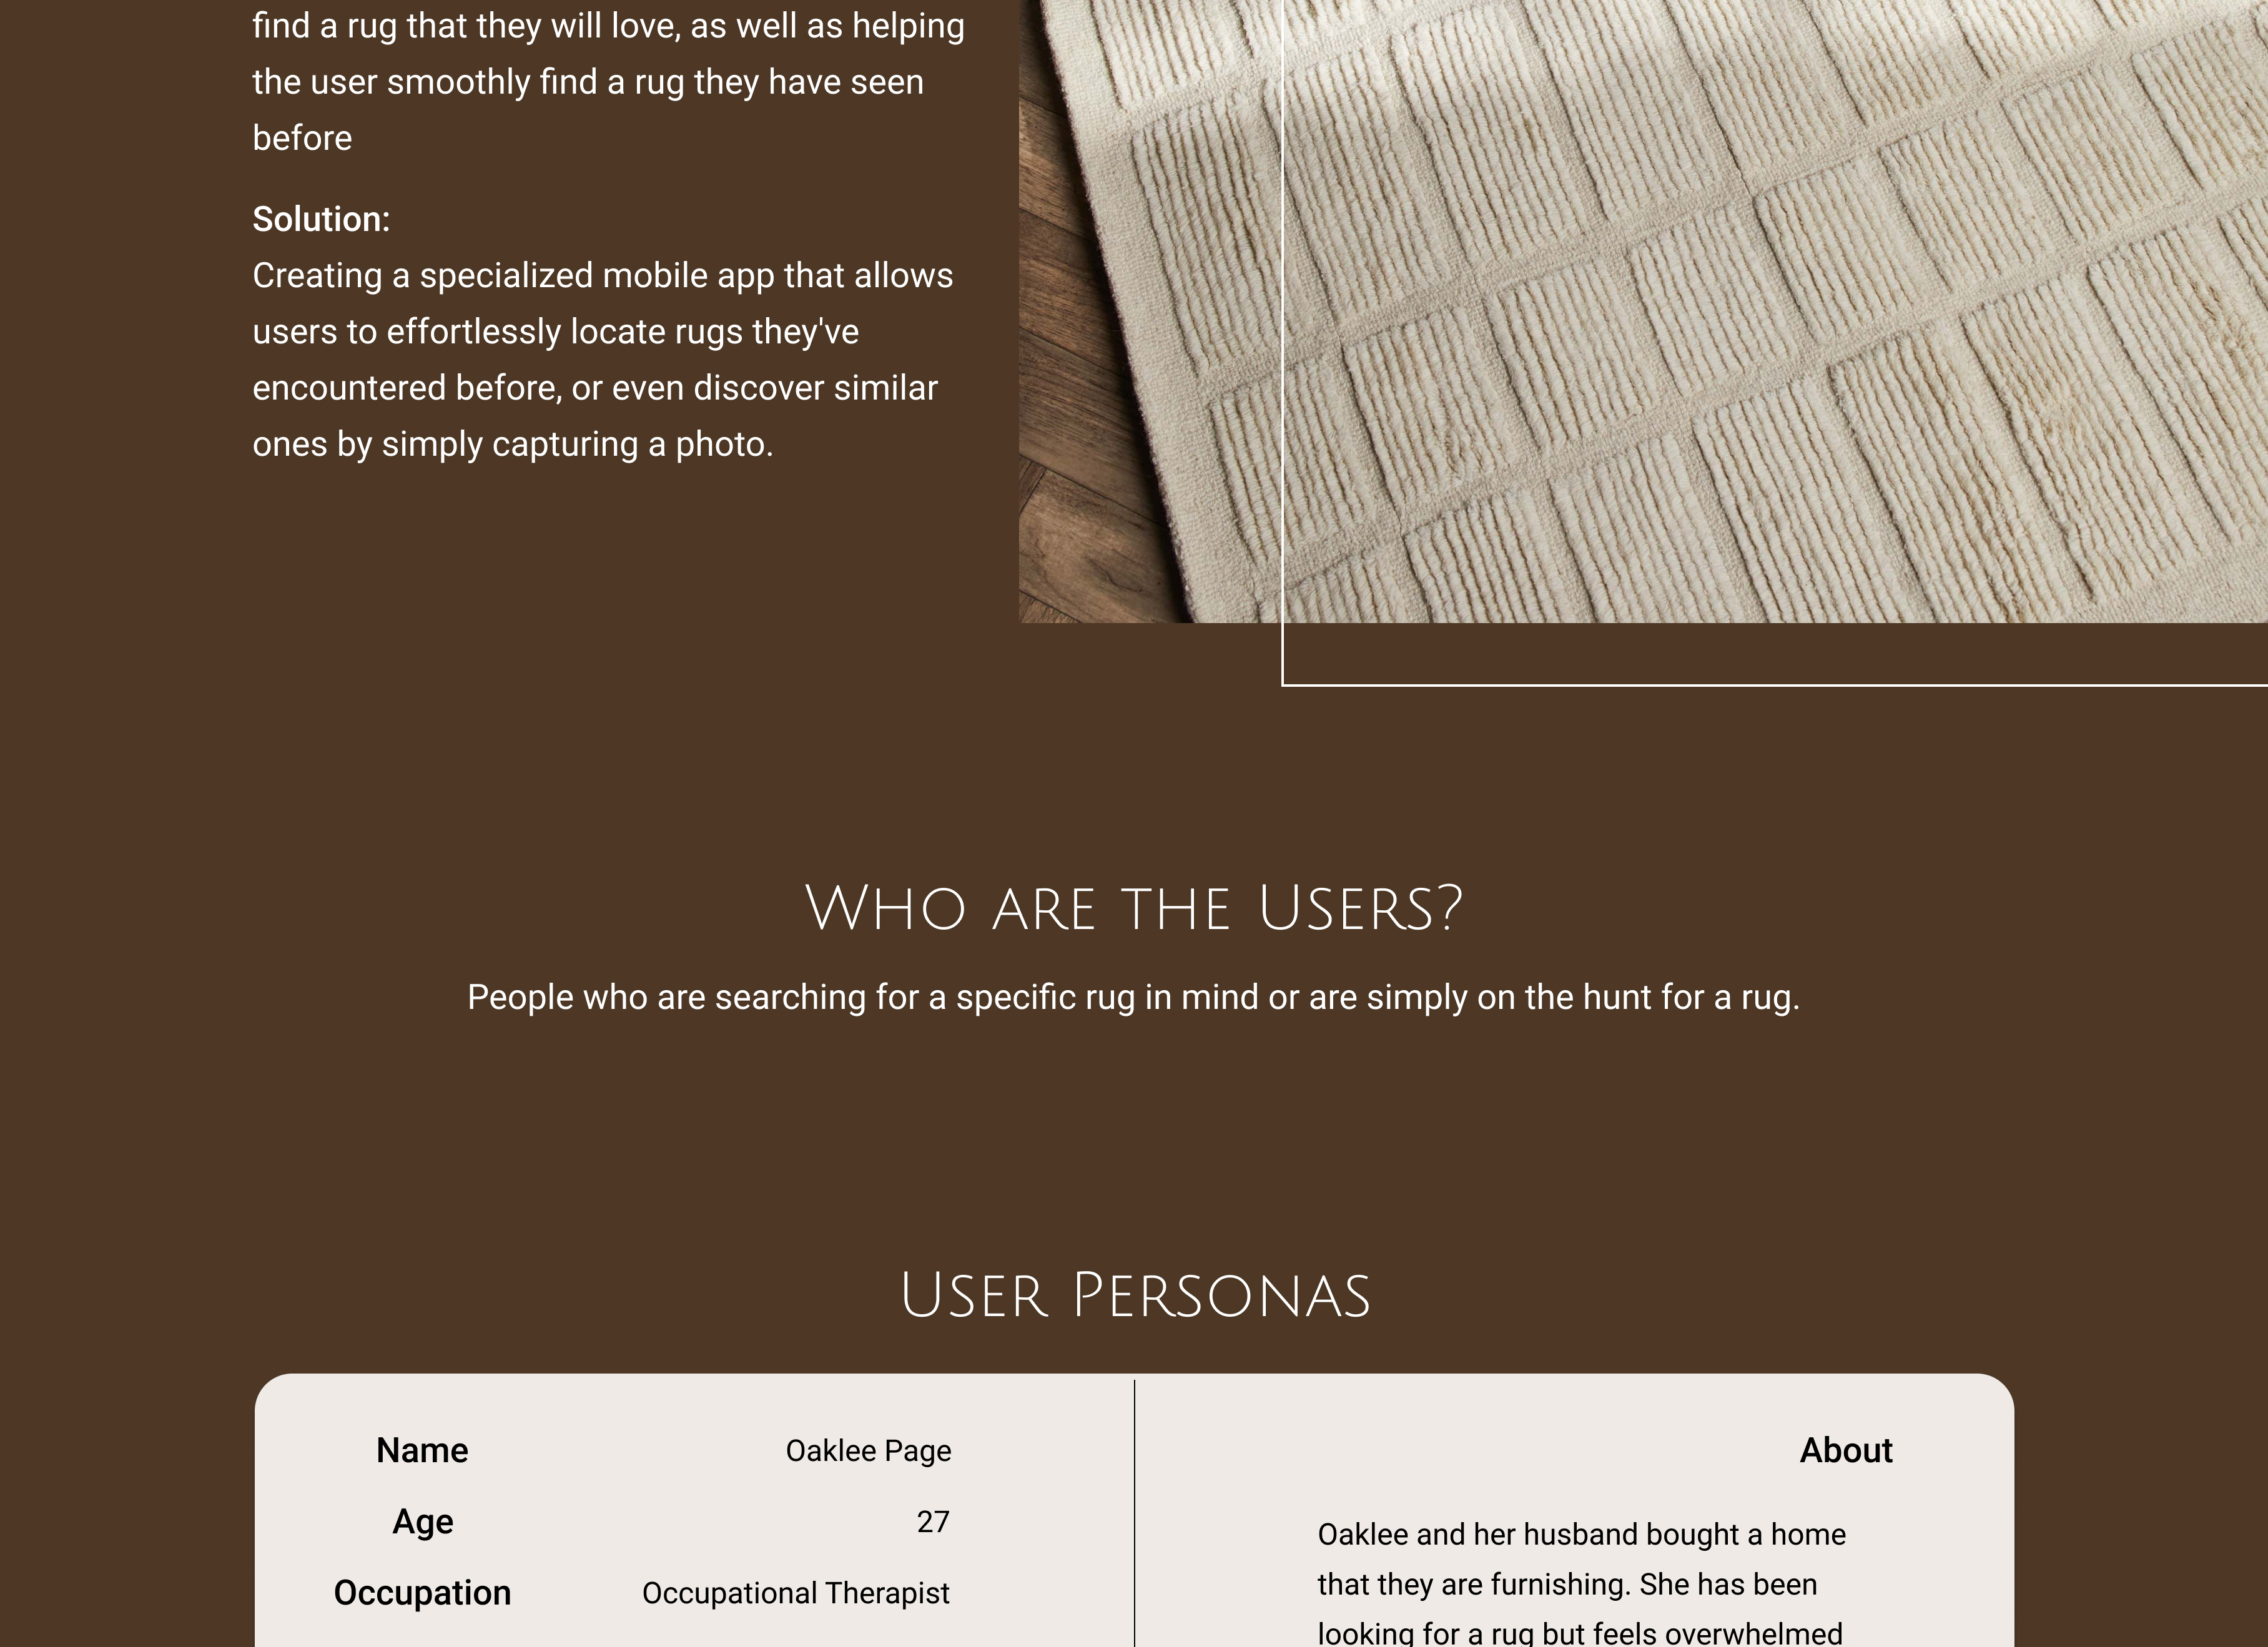 find a rug that they will love, as well as helping
the user smoothly find a rug they have seen
before
Solution:
Creating a specialized mobile app that allows
users to effortlessly locate rugs they've
encountered before, or even discover similar
ones by simply capturing a photo.
Who are the Users?
People who are searching for a specific rug in mind or are simply on the hunt for a rug.
User Personas
Name Oaklee Page
Age 27
Occupation Occupational Therapist
About
Oaklee and her husband bought a home
that they are furnishing. She has been
looking for a rug but feels overwhelmed